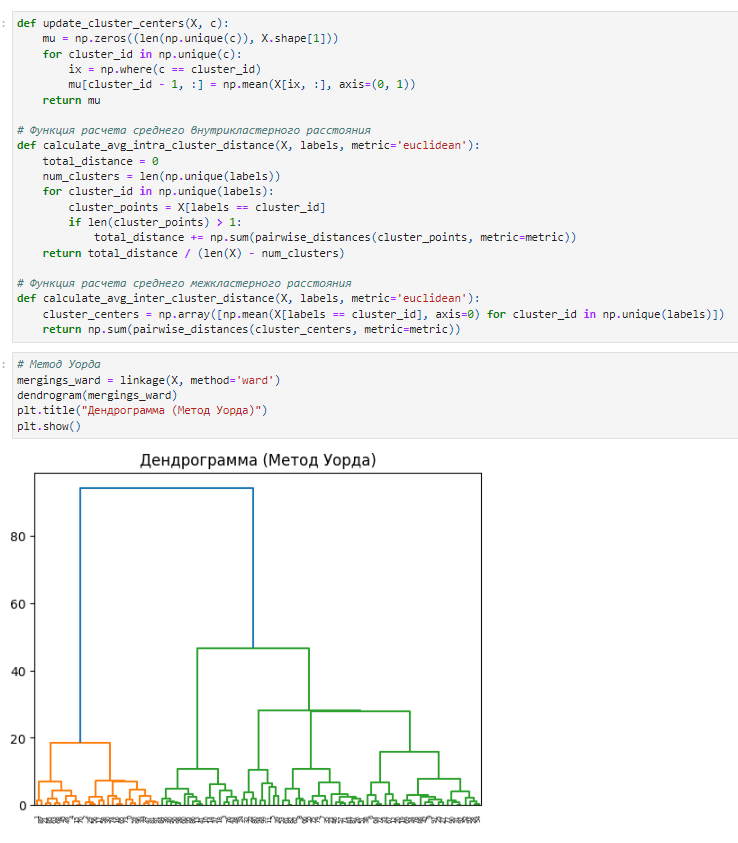 def update_cluster_centers(X, c):
    mu = np.zeros((len(np.unique(c)), X.shape[1]))
    for cluster_id in np.unique(c):
        ix = np.where(c == cluster_id)
        mu[cluster_id - 1, :] = np.mean(X[ix, :], axis=(0, 1))
    return mu
# Функция расчета среднего внутрикластерного расстояния
def calculate_avg_intra_cluster_distance(X, labels, metric='euclidean'):
    total_distance = 0
    num_clusters = len(np.unique(labels))
    for cluster_id in np.unique(labels):
        cluster_points = X[labels == cluster_id]
        if len(cluster_points) > 1:
            total_distance += np.sum(pairwise_distances(cluster_points, metric=metric))
    return total_distance / (len(X) - num_clusters)
# Функция расчета среднего межкластерного расстояния
def calculate_avg_inter_cluster_distance(X, labels, metric='euclidean'):
    cluster_centers = np.array([np.mean(X[labels == cluster_id], axis=0) for cluster_id in np.unique(labels)])
    return np.sum(pairwise_distances(cluster_centers, metric=metric))
# Метод Уорда
mergings_ward = linkage(X, method='ward')
dendrogram(mergings_ward)
plt.title("Дендрограмма (Метод Уорда)")
plt.show()
Дендрограмма (Метод Уорда)
80
60
40
20
0